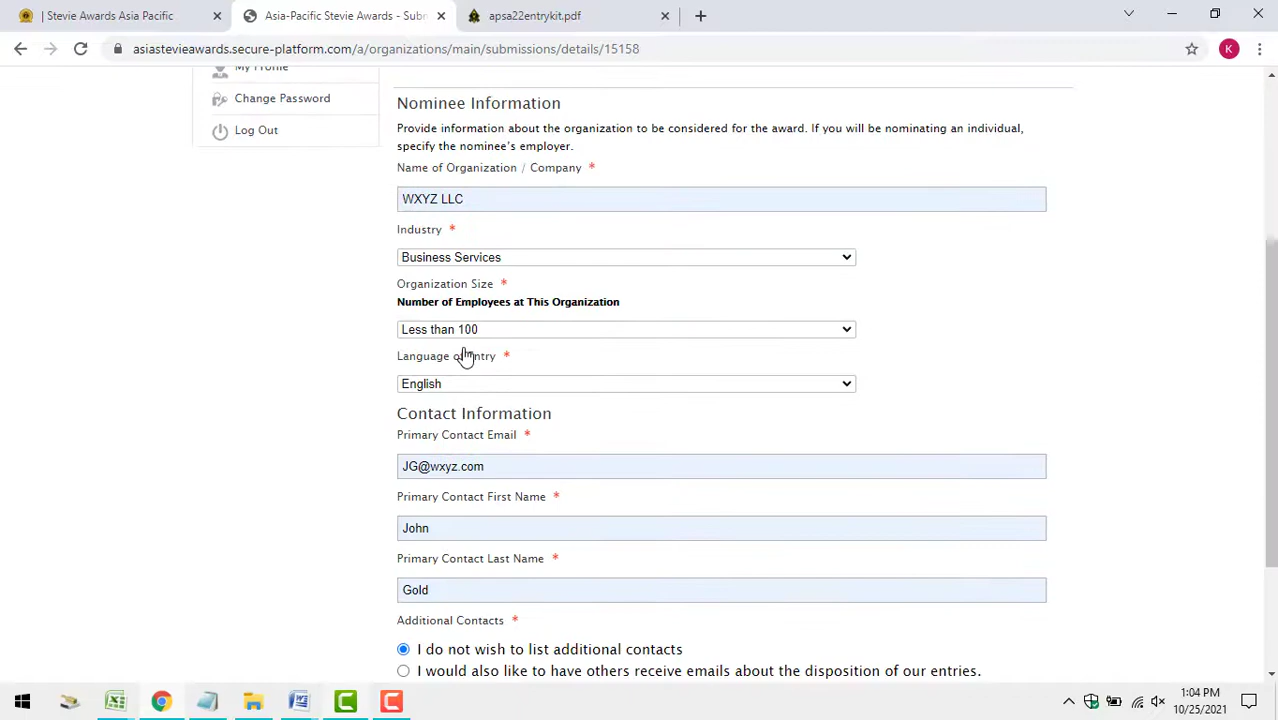 | Stevie Awards Asia Pacific
Asia-Pacific Stevie Awards - Subm
apsa22entrykit.pdf
asiastevieawards.secure-platform.com/a/organizations/main/submissions/details/15158
K
My Profile
Change Password
Log Out
Nominee Information
Provide information about the organization to be considered for the award. If you will be nominating an individual,
specify the nominee's employer.
Name of Organization / Company *
WXYZ LLC
Industry *
Business Services
Organization Size *
Number of Employees at This Organization
Less than 100
Language of Entry *
English
Contact Information
Primary Contact Email *
JG@wxyz.com
Primary Contact First Name *
John
Primary Contact Last Name *
Gold
Additional Contacts *
I do not wish to list additional contacts
I would also like to have others receive emails about the disposition of our entries.
1:04 PM
10/25/2021